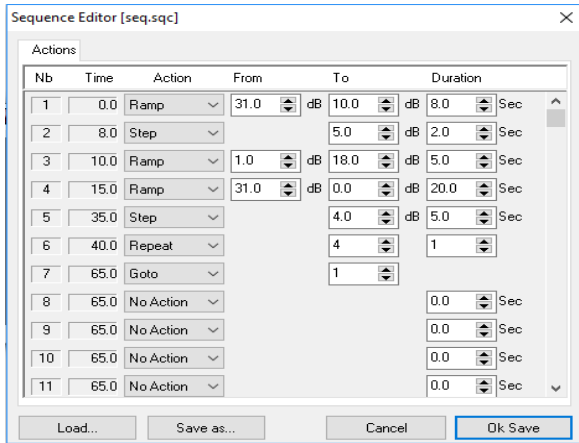 Sequence Editor [seq.sqc]
Actions
Nb Time Action From To Duration
1 0.0 Ramp 31.0 dB 10.0 dB 8.0 Sec
2 8.0 Step 5.0 dB 2.0 Sec
3 10.0 Ramp 1.0 dB 18.0 dB 5.0 Sec
4 15.0 Ramp 31.0 dB 0.0 dB 20.0 Sec
5 35.0 Step 4.0 dB 5.0 Sec
6 40.0 Repeat 4 1
7 65.0 Goto 1
8 65.0 No Action 0.0 Sec
9 65.0 No Action 0.0 Sec
10 65.0 No Action 0.0 Sec
11 65.0 No Action 0.0 Sec
Load... Save as... Cancel Ok Save